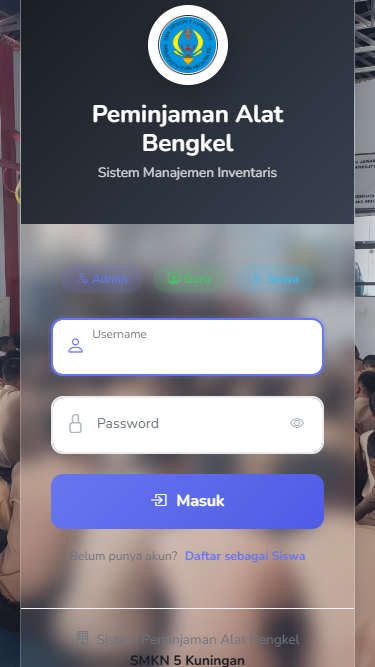 Peminjaman Alat
Bengkel
Sistem Manajemen Inventaris
Admin
Guru
Siswa
Username
Password
Masuk
Belum punya akun? Daftar sebagai Siswa
Sistem Peminjaman Alat Bengkel
SMKN 5 Kuningan